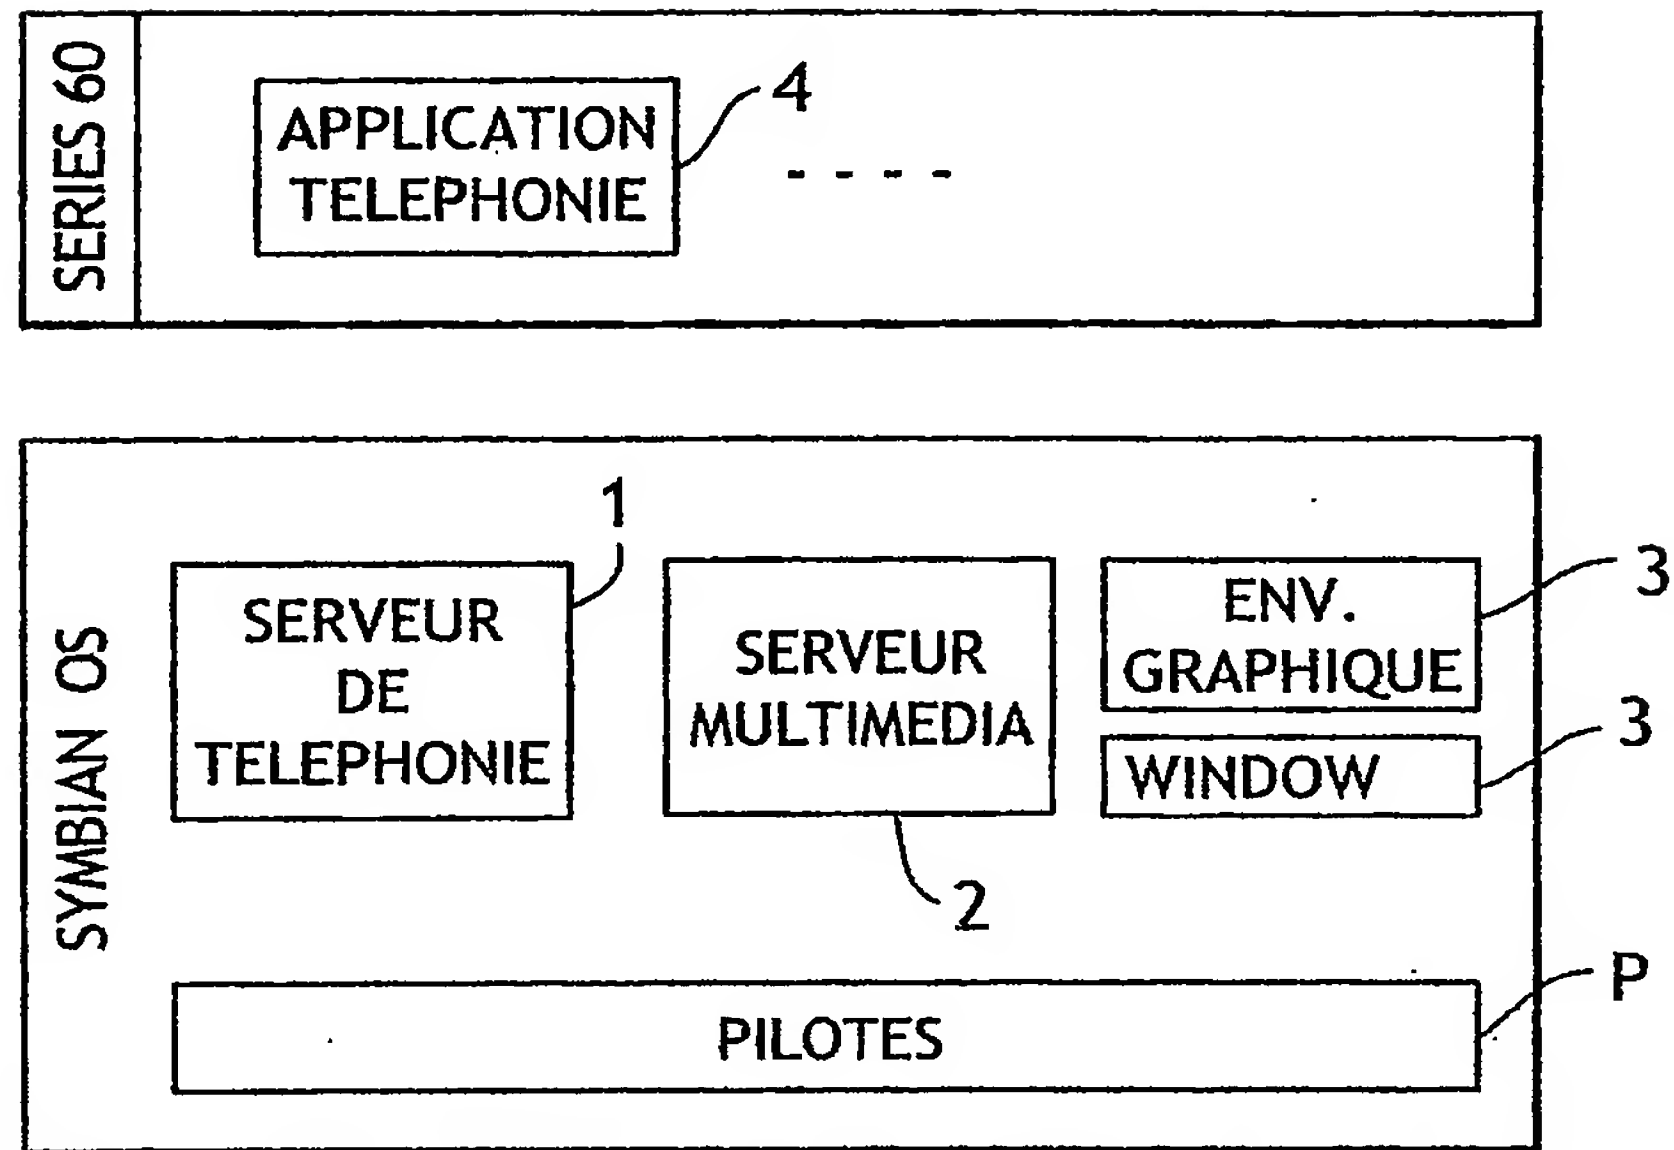 SERIES 60
APPLICATION
TELEPHONIE
4
- - - -
SYMBIAN OS
1
SERVEUR
DE
TELEPHONIE
SERVEUR
MULTIMEDIA
2
ENV.
GRAPHIQUE
3
WINDOW
3
PILOTES
P